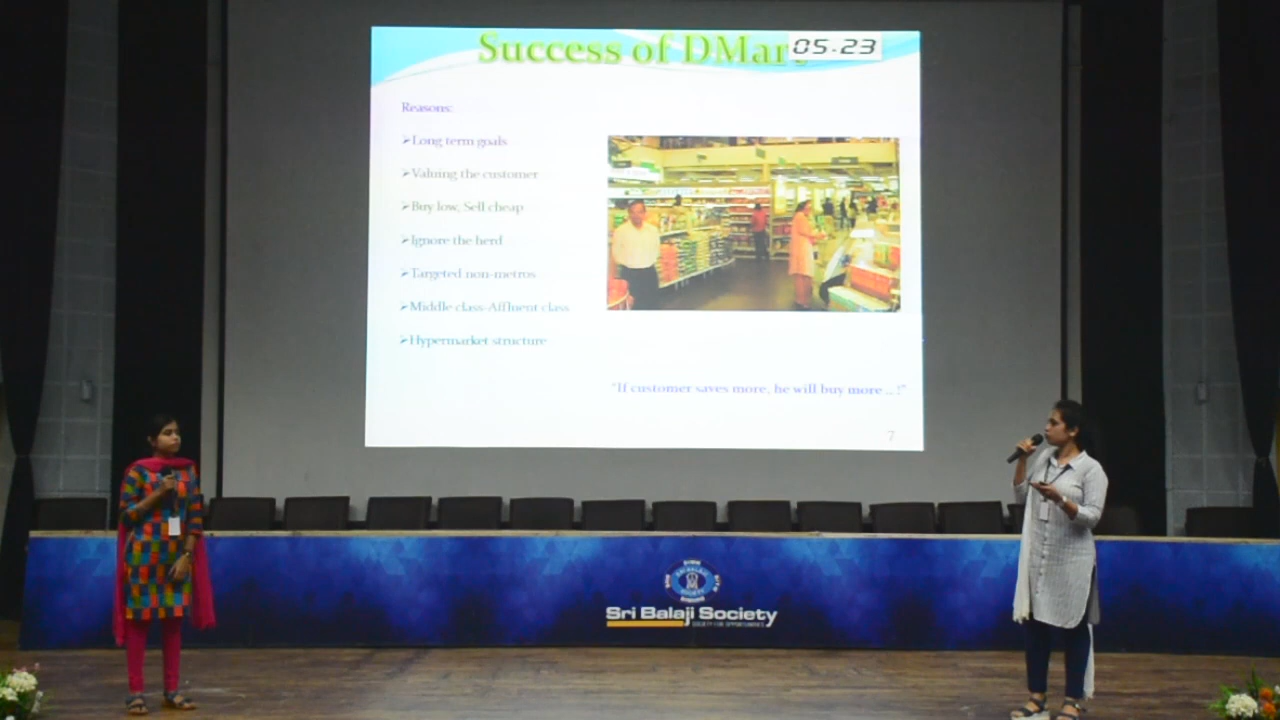 Success of DMart
05-23
Reasons:
➢Long term goals
➢Valuing the customer
➢Buy low, Sell cheap
➢Ignore the herd
➢Targeted non-metros
➢Middle class-Affluent class
➢Hypermarket structure
"If customer saves more, he will buy more .. !"
7
Sri Balaji Society